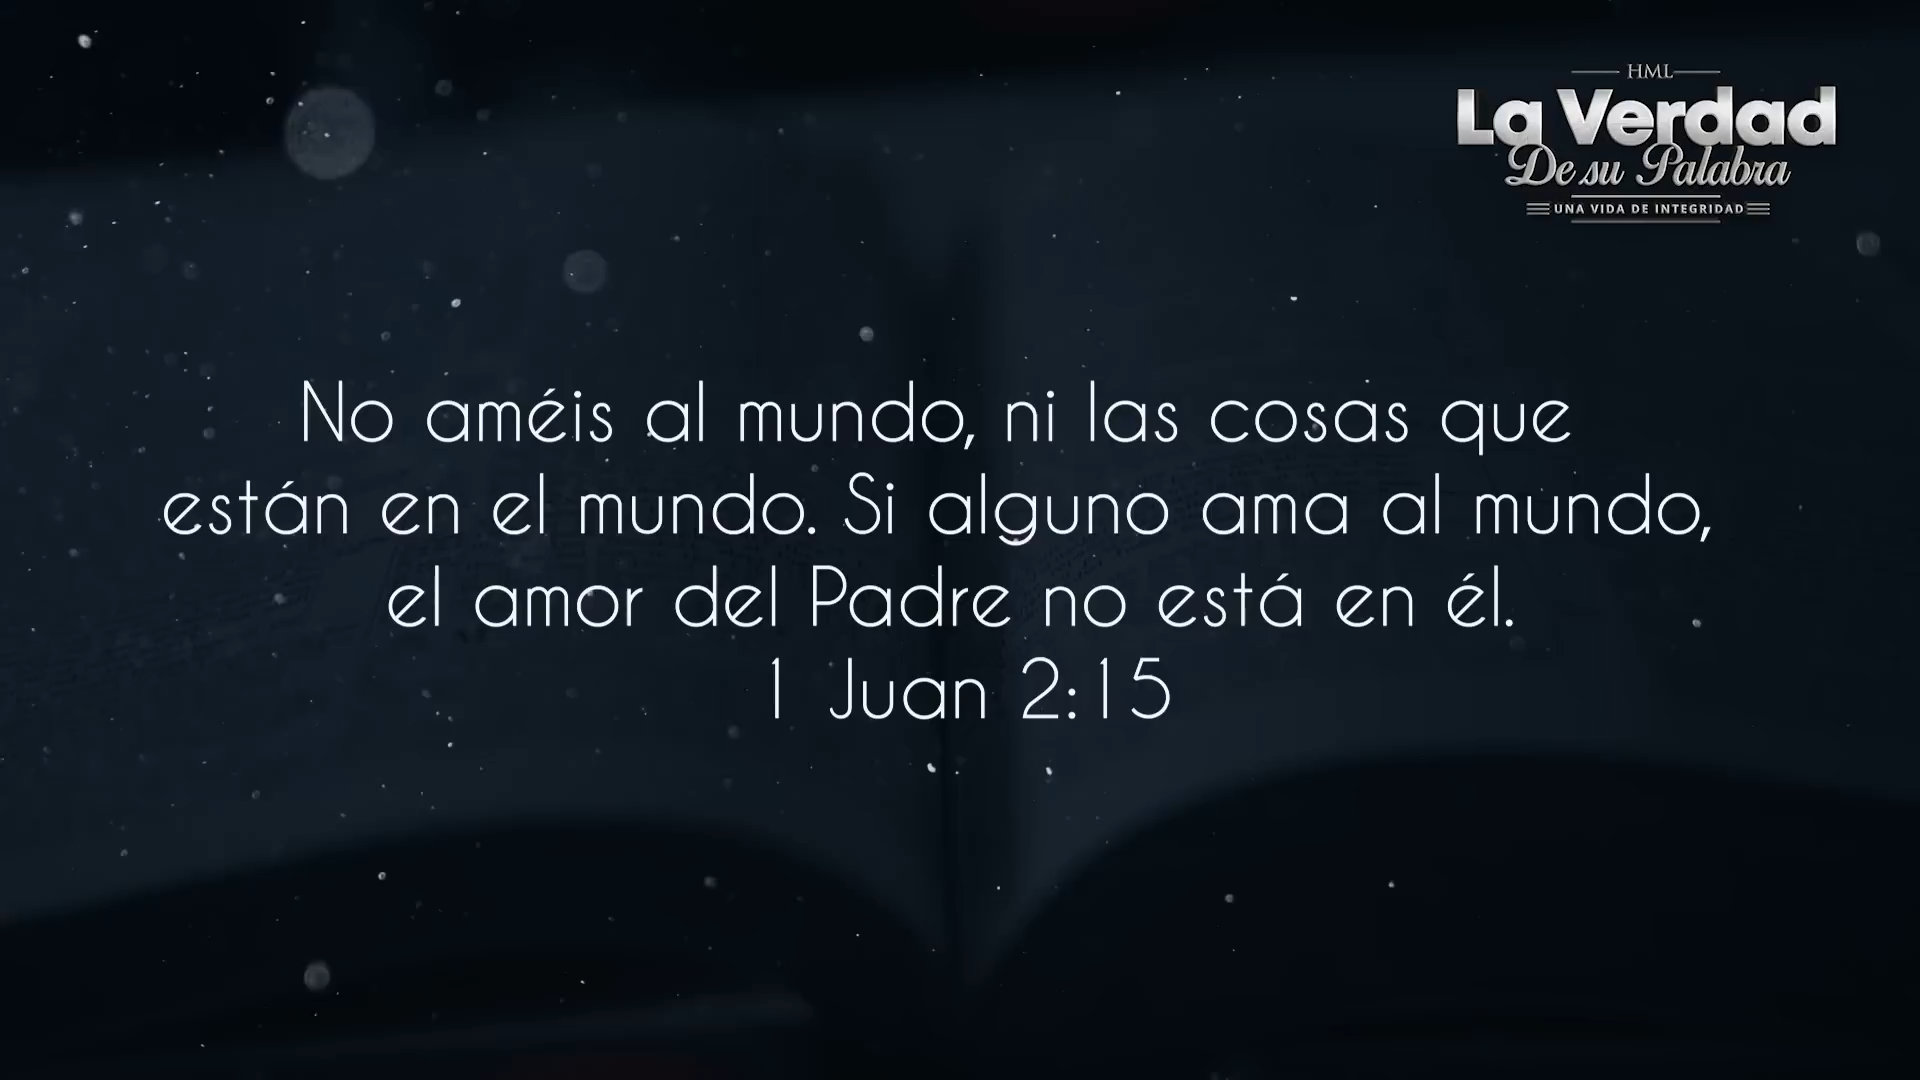 HML
La Verdad
De su Palabra
UNA VIDA DE INTEGRIDAD
No améis al mundo, ni las cosas que
están en el mundo. Si alguno ama al mundo,
el amor del Padre no está en él.
1 Juan 2:15